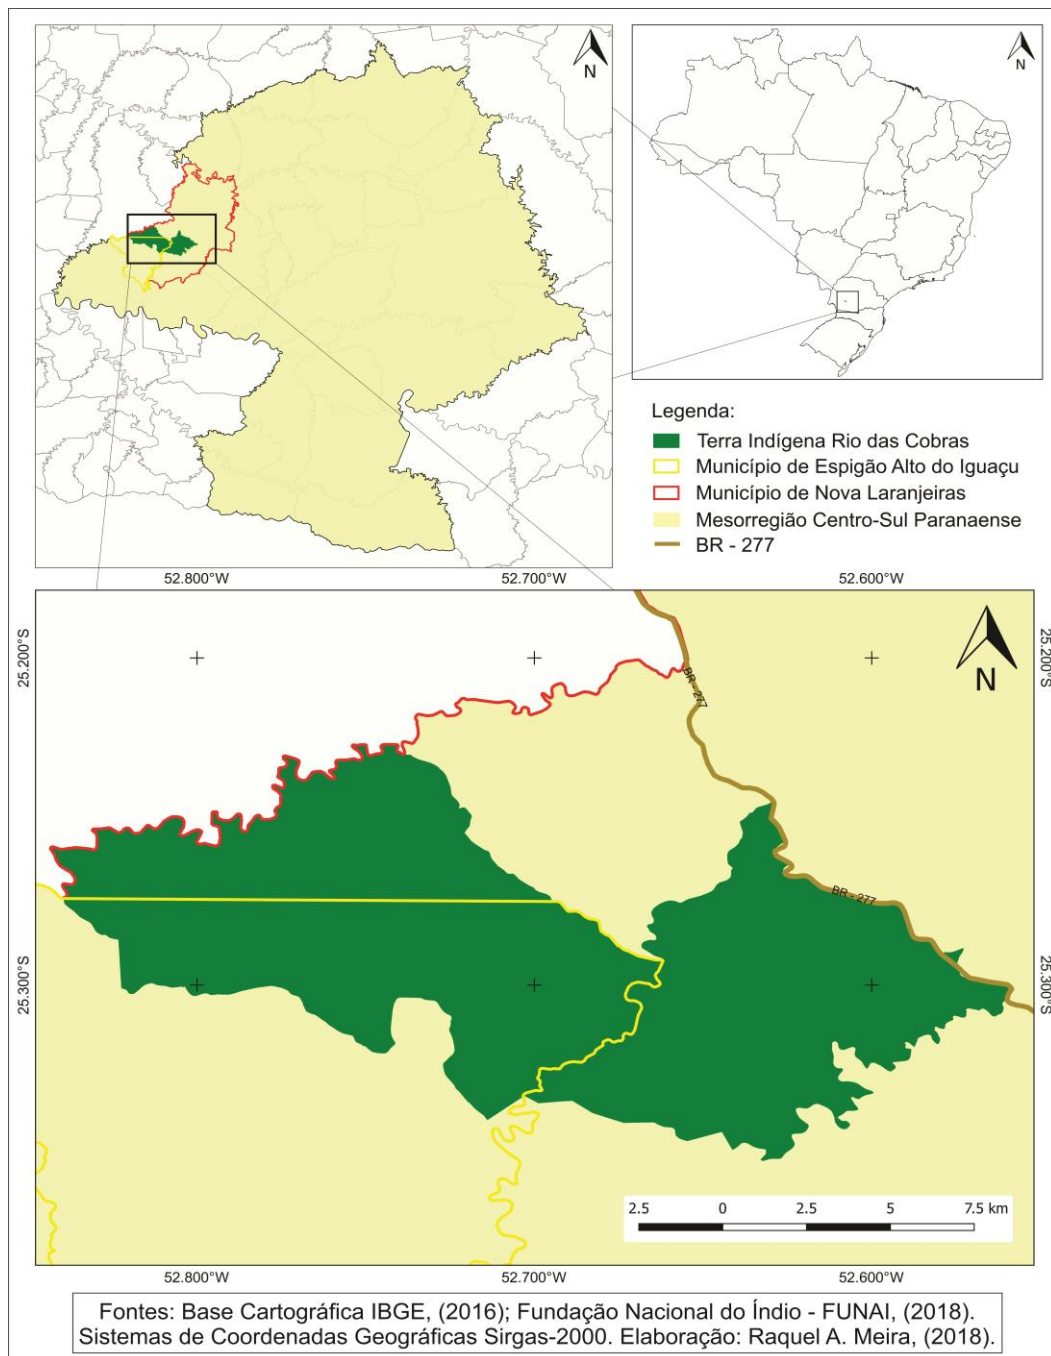 N
N
Legenda:
Terra Indígena Rio das Cobras
Município de Espigão Alto do Iguaçu
Município de Nova Laranjeiras
Mesorregião Centro-Sul Paranaense
BR - 277
52.800°W 52.700°W 52.600°W
25.200°S 25.200°S
N
BR - 277
BR - 277
25.300°S 25.300°S
2.5 0 2.5 5 7.5 km
52.800°W 52.700°W 52.600°W
Fontes: Base Cartográfica IBGE, (2016); Fundação Nacional do Índio - FUNAI, (2018).
Sistemas de Coordenadas Geográficas Sirgas-2000. Elaboração: Raquel A. Meira, (2018).